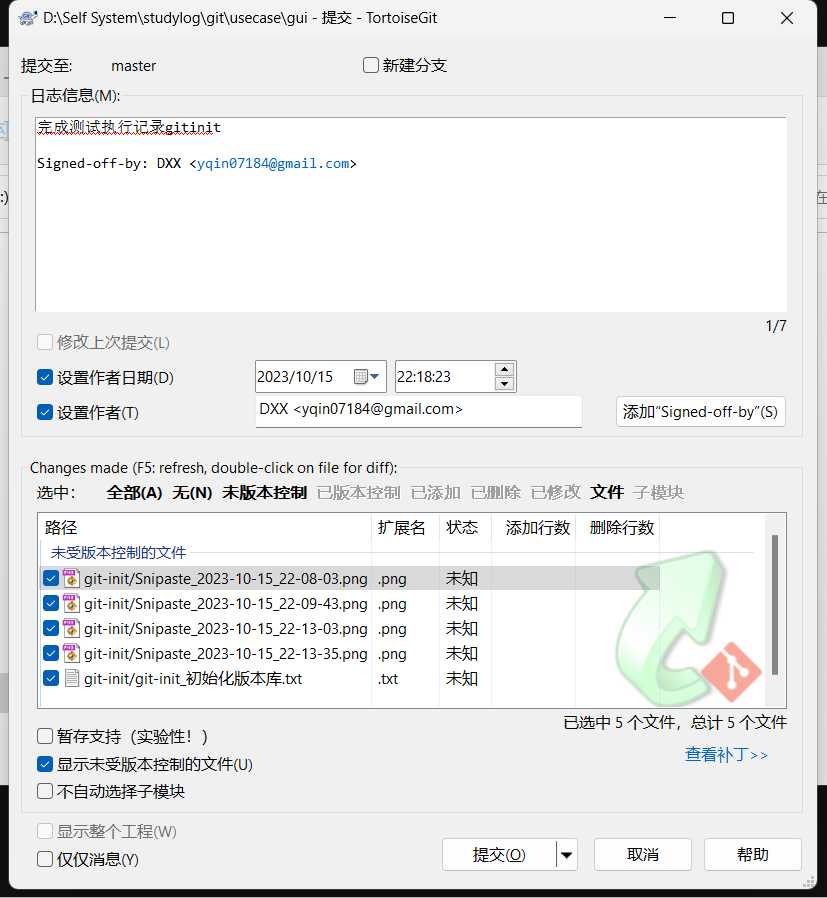 D:\Self System\studylog\git\usecase\gui - 提交 - TortoiseGit
提交至: master 新建分支
日志信息(M):
完成测试执行记录gitinit
Signed-off-by: DXX <yqin07184@gmail.com>
1/7
修改上次提交(L)
设置作者日期(D) 2023/10/15 22:18:23
设置作者(T) DXX <yqin07184@gmail.com> 添加“Signed-off-by”(S)
Changes made (F5: refresh, double-click on file for diff):
选中: 全部(A) 无(N) 未版本控制 已版本控制 已添加 已删除 已修改 文件 子模块
路径 扩展名 状态 添加行数 删除行数
未受版本控制的文件
git-init/Snipaste_2023-10-15_22-08-03.png .png 未知
git-init/Snipaste_2023-10-15_22-09-43.png .png 未知
git-init/Snipaste_2023-10-15_22-13-03.png .png 未知
git-init/Snipaste_2023-10-15_22-13-35.png .png 未知
git-init/git-init_初始化版本库.txt .txt 未知
已选中 5 个文件，总计 5 个文件
暂存支持（实验性！）
查看补丁>>
显示未受版本控制的文件(U)
不自动选择子模块
显示整个工程(W)
仅仅消息(Y)
提交(O) 取消 帮助